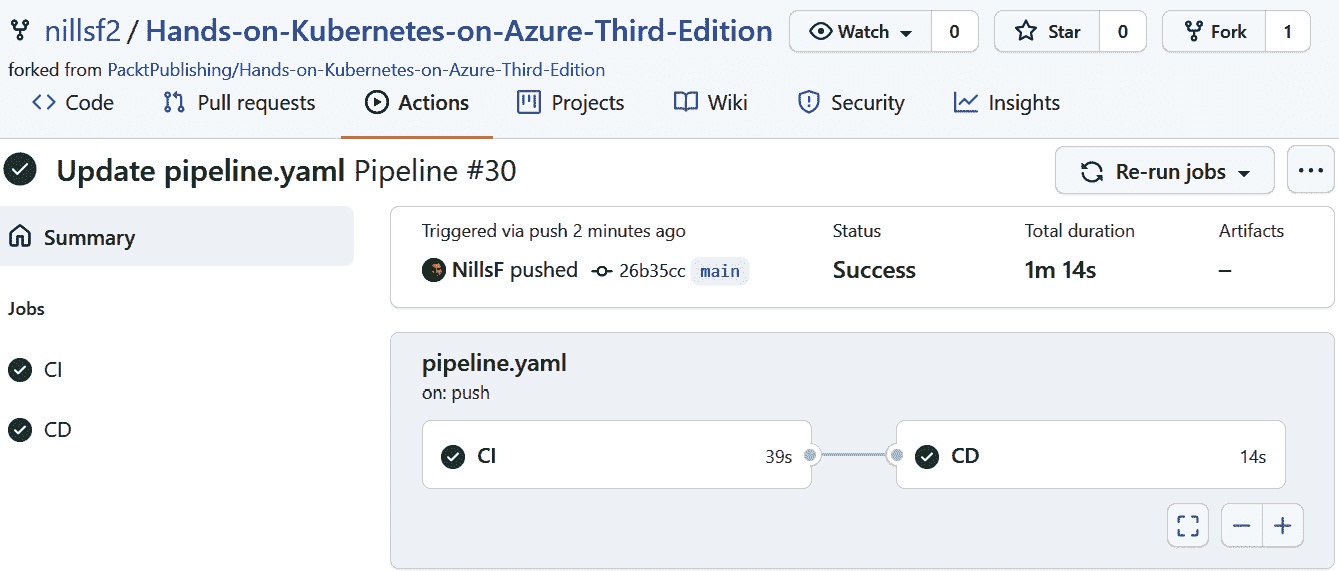 nillsf2 / Hands-on-Kubernetes-on-Azure-Third-Edition Watch 0 Star 0 Fork 1
forked from PacktPublishing/Hands-on-Kubernetes-on-Azure-Third-Edition
Code Pull requests Actions Projects Wiki Security Insights
Update pipeline.yaml Pipeline #30 Re-run jobs
Summary
Jobs
CI
CD
Triggered via push 2 minutes ago Status Total duration Artifacts
NillsF pushed 26b35cc main Success 1m 14s –
pipeline.yaml
on: push
CI 39s CD 14s